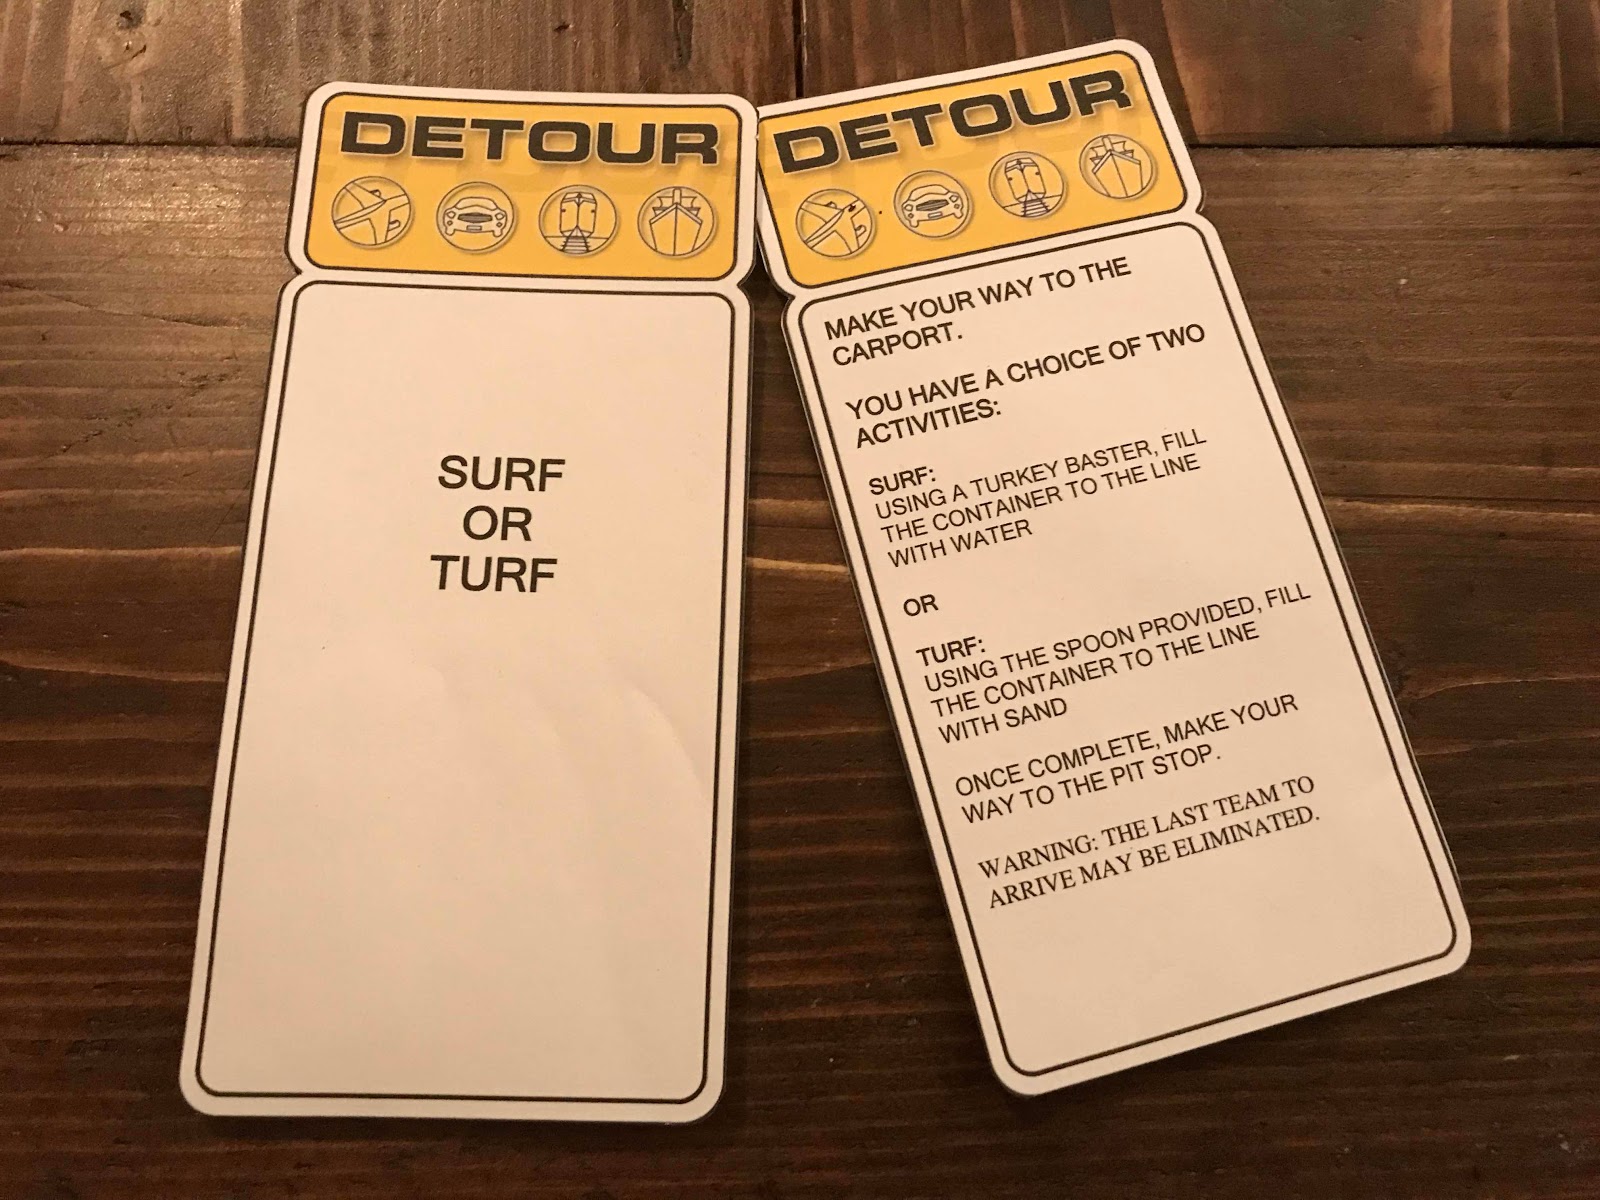 DETOUR
SURF
OR
TURF
DETOUR
MAKE YOUR WAY TO THE
CARPORT.
YOU HAVE A CHOICE OF TWO
ACTIVITIES:
SURF:
USING A TURKEY BASTER, FILL
THE CONTAINER TO THE LINE
WITH WATER
OR
TURF:
USING THE SPOON PROVIDED, FILL
THE CONTAINER TO THE LINE
WITH SAND
ONCE COMPLETE, MAKE YOUR
WAY TO THE PIT STOP.
WARNING: THE LAST TEAM TO
ARRIVE MAY BE ELIMINATED.